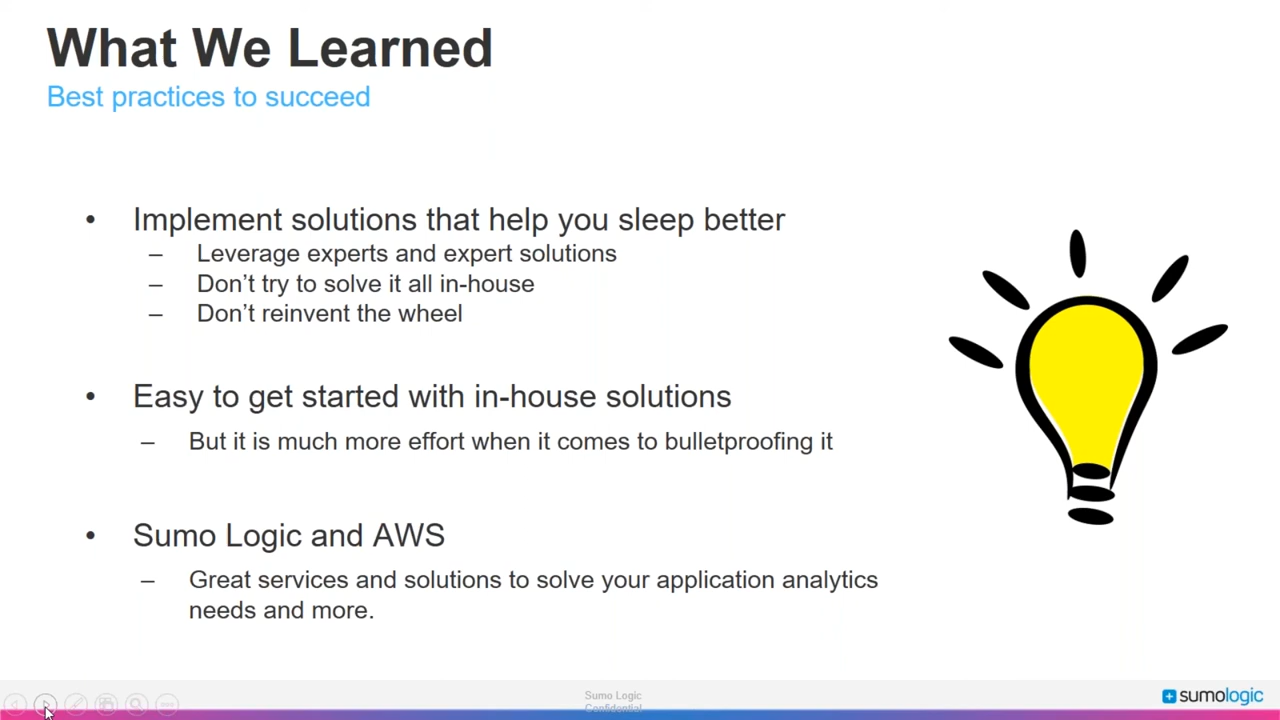 What We Learned
Best practices to succeed
• Implement solutions that help you sleep better
– Leverage experts and expert solutions
– Don’t try to solve it all in-house
– Don’t reinvent the wheel
• Easy to get started with in-house solutions
– But it is much more effort when it comes to bulletproofing it
• Sumo Logic and AWS
– Great services and solutions to solve your application analytics
needs and more.
Sumo Logic
Confidential
sumologic